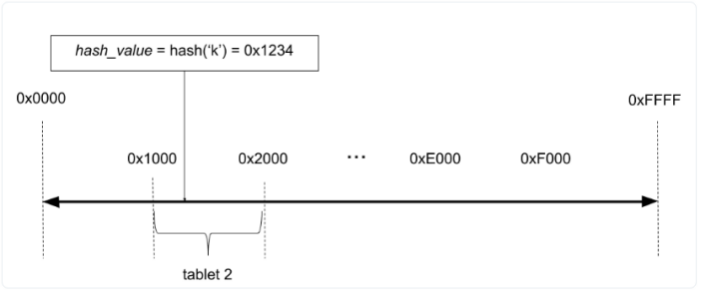 hash_value = hash(‘k’) = 0x1234
0x0000
0xFFFF
0x1000
0x2000
...
0xE000
0xF000
tablet 2